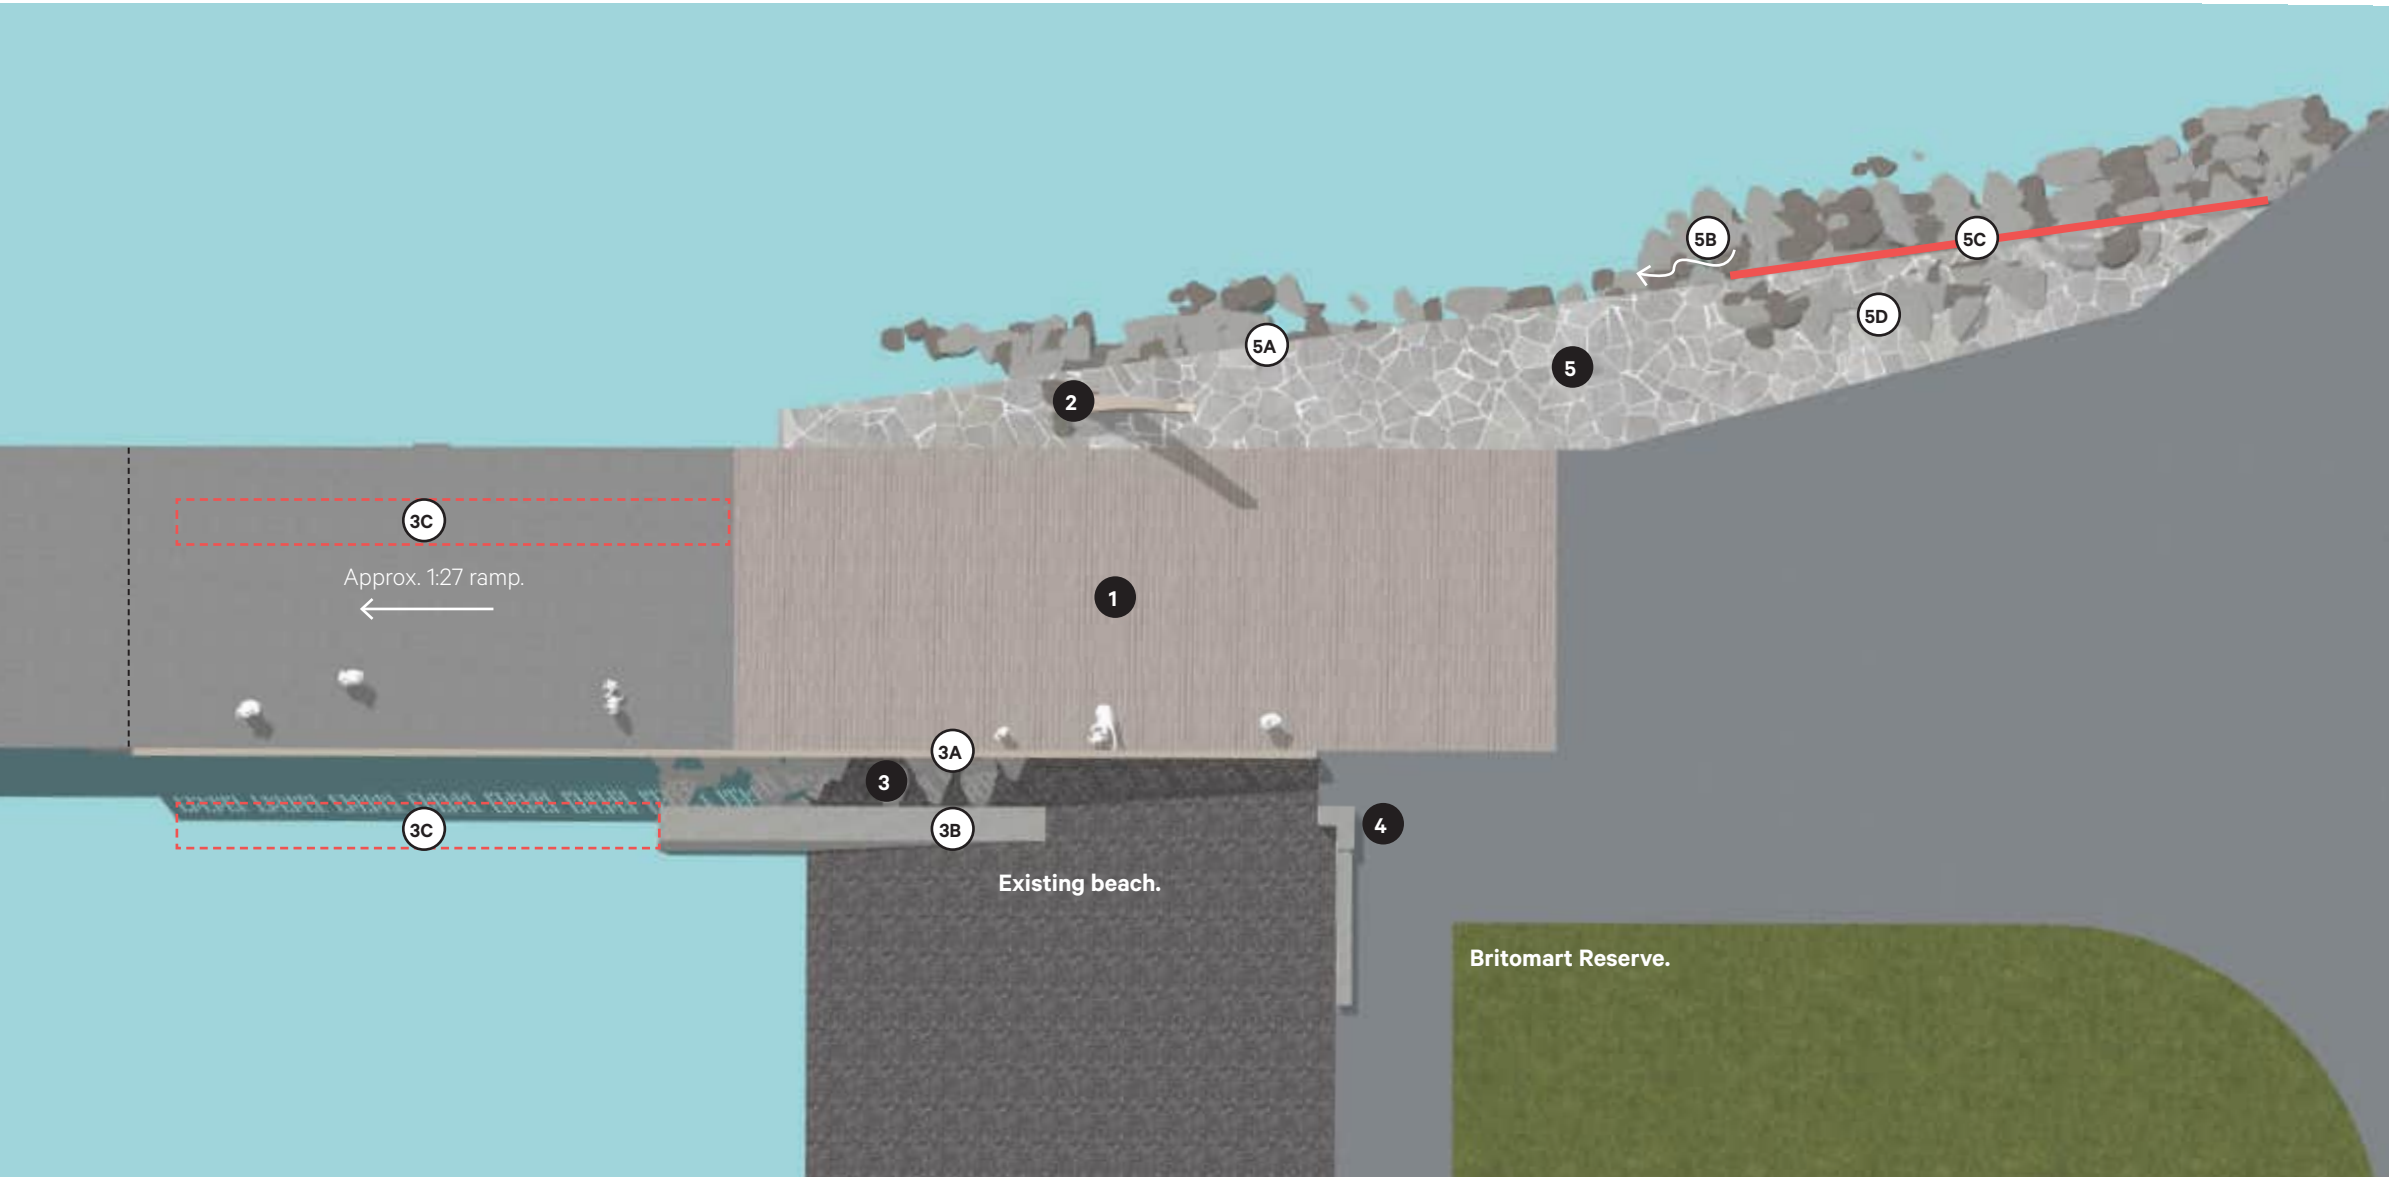 5B
5C
5D
5A
5
2
3C
Approx. 1:27 ramp.
1
3A
3
3C
3B
4
Existing beach.
Britomart Reserve.